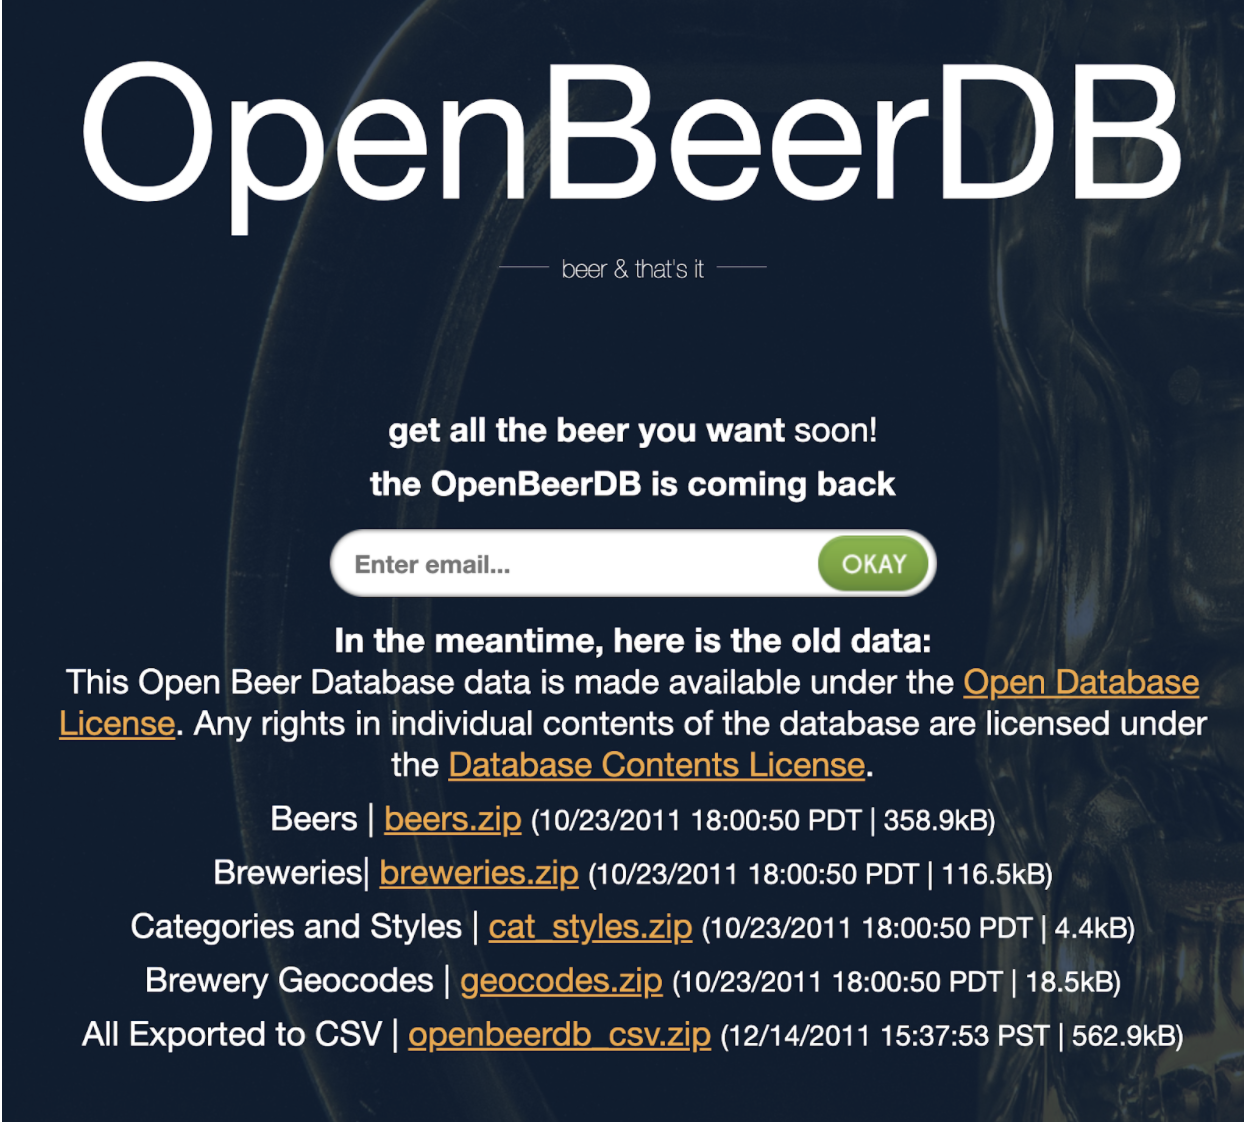 OpenBeerDB
beer & that's it
get all the beer you want soon!
the OpenBeerDB is coming back
Enter email...
OKAY
In the meantime, here is the old data:
This Open Beer Database data is made available under the Open Database
License. Any rights in individual contents of the database are licensed under
the Database Contents License.
Beers | beers.zip (10/23/2011 18:00:50 PDT | 358.9kB)
Breweries| breweries.zip (10/23/2011 18:00:50 PDT | 116.5kB)
Categories and Styles | cat_styles.zip (10/23/2011 18:00:50 PDT | 4.4kB)
Brewery Geocodes | geocodes.zip (10/23/2011 18:00:50 PDT | 18.5kB)
All Exported to CSV | openbeerdb_csv.zip (12/14/2011 15:37:53 PST | 562.9kB)